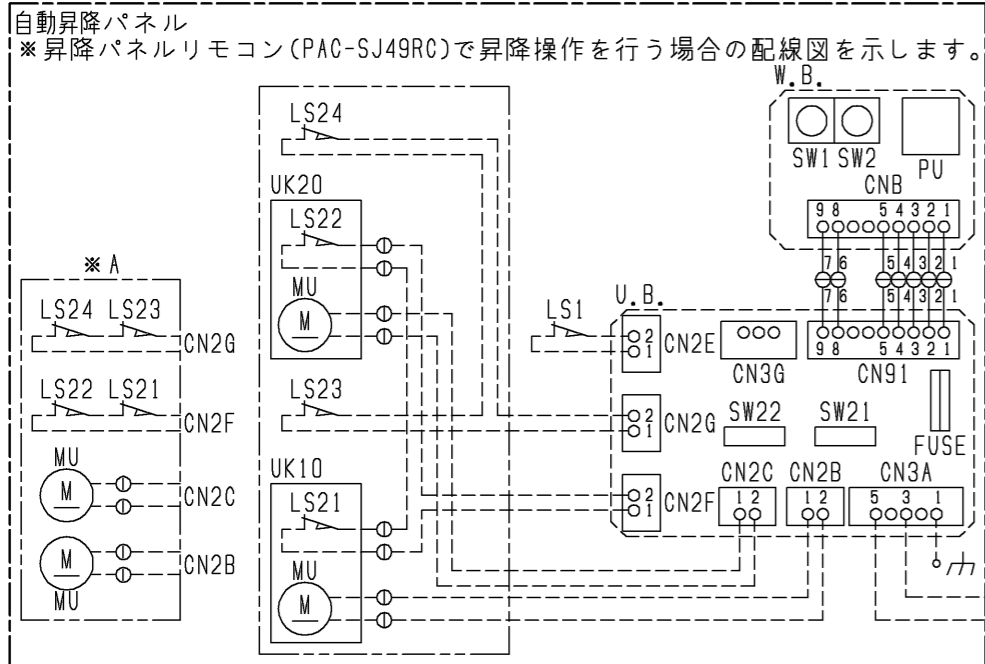 自動昇降パネル
※昇降パネルリモコン(PAC-SJ49RC)で昇降操作を行う場合の配線図を示します。
W.B.
SW1 SW2
PU
CNB
9 8 5 4 3 2 1
7 6 5 4 3 2 1
7 6 5 4 3 2 1
※A
LS24 LS23
CN2G
LS22 LS21
CN2F
MU
M
CN2C
M
CN2B
MU
LS24
UK20
LS22
MU
M
LS23
UK10
LS21
MU
M
LS1
U.B.
2
1
CN2E
CN3G
9 8 5 4 3 2 1
CN91
2
1
CN2G
SW22
SW21
FUSE
2
1
CN2F
CN2C
1 2
CN2B
1 2
CN3A
5 3 1